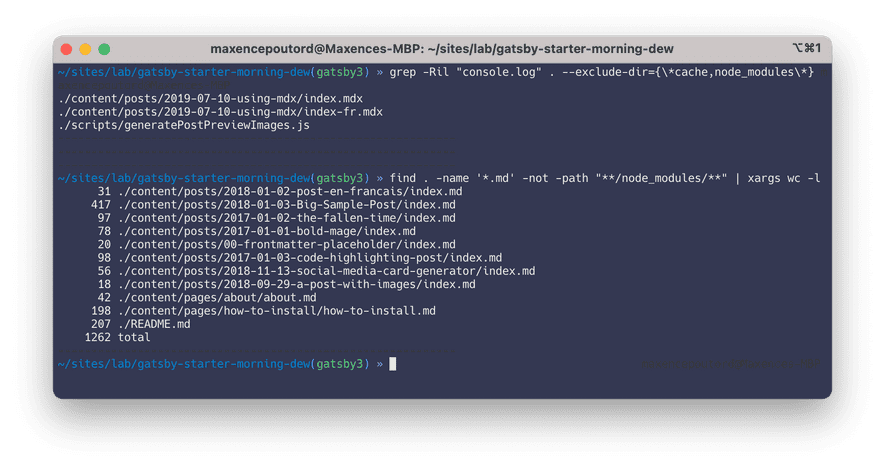 maxencepoutord@Maxences-MBP: ~/sites/lab/gatsby-starter-morning-dew ⌥⌘1
~/sites/lab/gatsby-starter-morning-dew(gatsby3) » grep -Ril "console.log" . --exclude-dir={\*cache,node_modules\*}
./content/posts/2019-07-10-using-mdx/index.mdx
./content/posts/2019-07-10-using-mdx/index-fr.mdx
./scripts/generatePostPreviewImages.js
~/sites/lab/gatsby-starter-morning-dew(gatsby3) » find . -name '*.md' -not -path "**/node_modules/**" | xargs wc -l
31 ./content/posts/2018-01-02-post-en-francais/index.md
417 ./content/posts/2018-01-03-Big-Sample-Post/index.md
97 ./content/posts/2017-01-02-the-fallen-time/index.md
78 ./content/posts/2017-01-01-bold-mage/index.md
20 ./content/posts/00-frontmatter-placeholder/index.md
98 ./content/posts/2017-01-03-code-highlighting-post/index.md
56 ./content/posts/2018-11-13-social-media-card-generator/index.md
18 ./content/posts/2018-09-29-a-post-with-images/index.md
42 ./content/pages/about/about.md
198 ./content/pages/how-to-install/how-to-install.md
207 ./README.md
1262 total
~/sites/lab/gatsby-starter-morning-dew(gatsby3) »